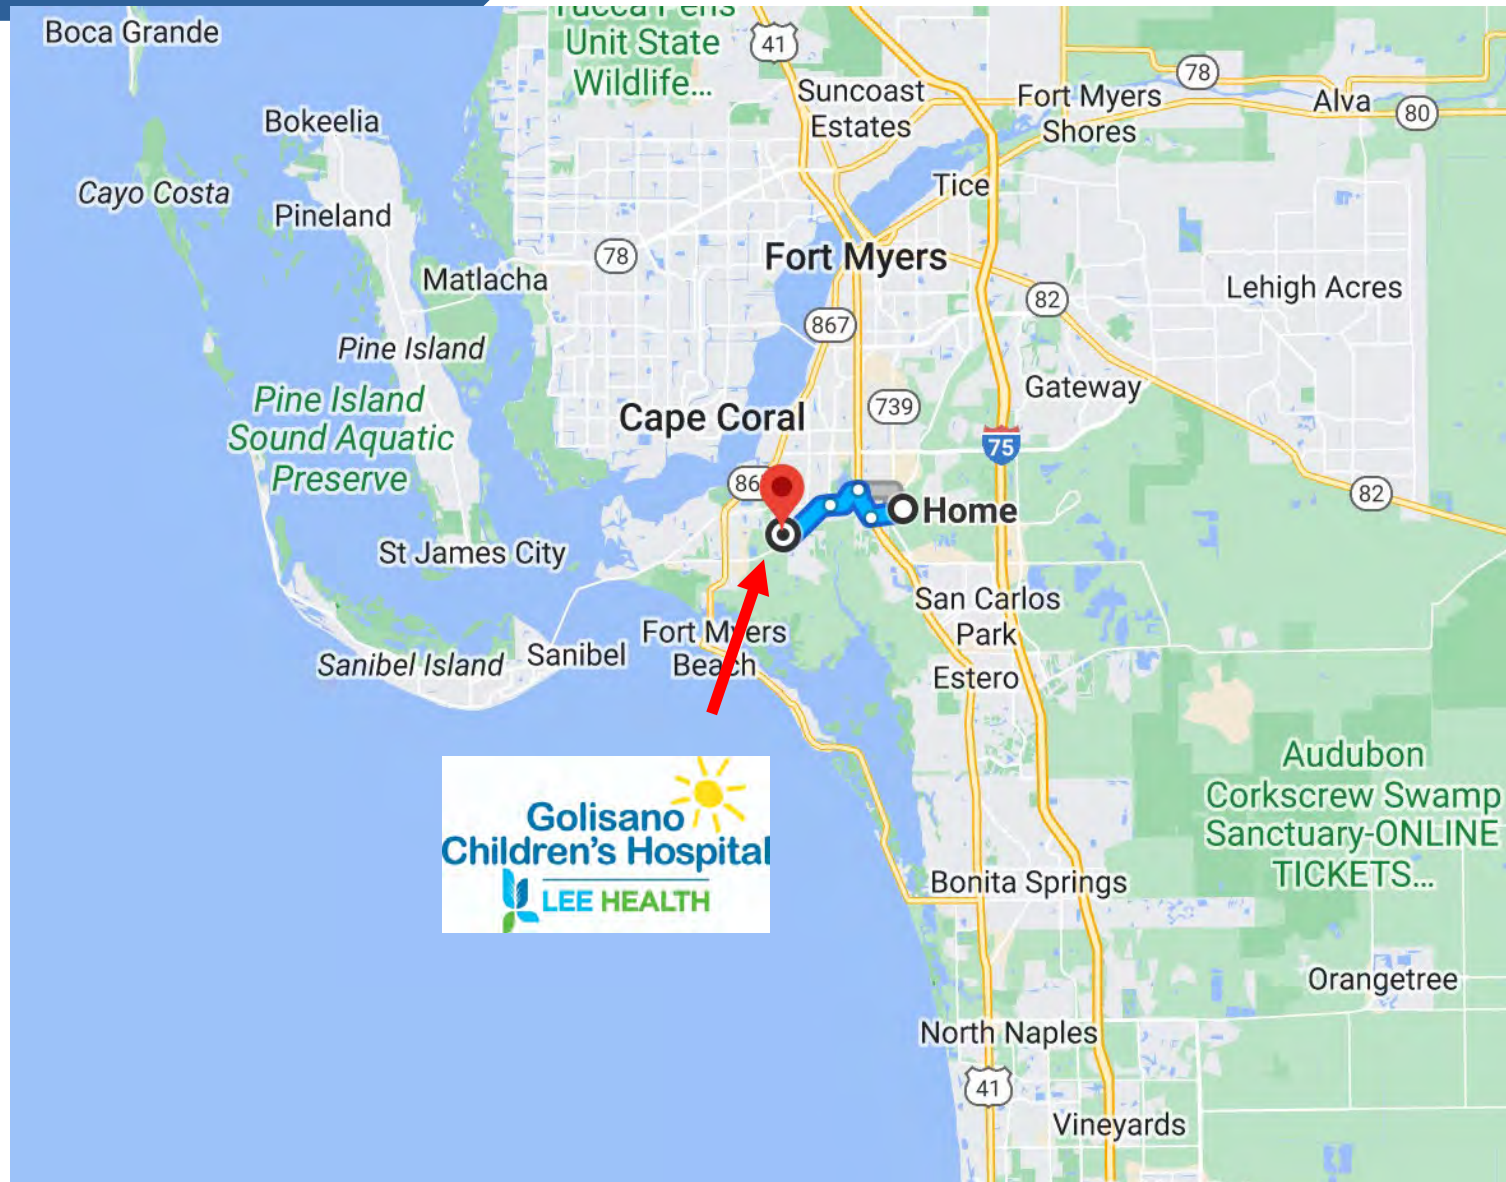 Boca Grande
Yucca Pens
Unit State
Wildlife...
41
78
Suncoast
Estates
Fort Myers
Shores
Alva
80
Bokeelia
Cayo Costa
Pineland
Tice
78
Fort Myers
Matlacha
82
Lehigh Acres
867
Pine Island
Gateway
Pine Island
Sound Aquatic
Preserve
Cape Coral
739
75
86
82
Home
St James City
San Carlos
Park
Fort Myers
Beach
Sanibel Island
Sanibel
Estero
Golisano
Children's Hospital
LEE HEALTH
Audubon
Corkscrew Swamp
Sanctuary-ONLINE
TICKETS...
Bonita Springs
Orangetree
North Naples
41
Vineyards